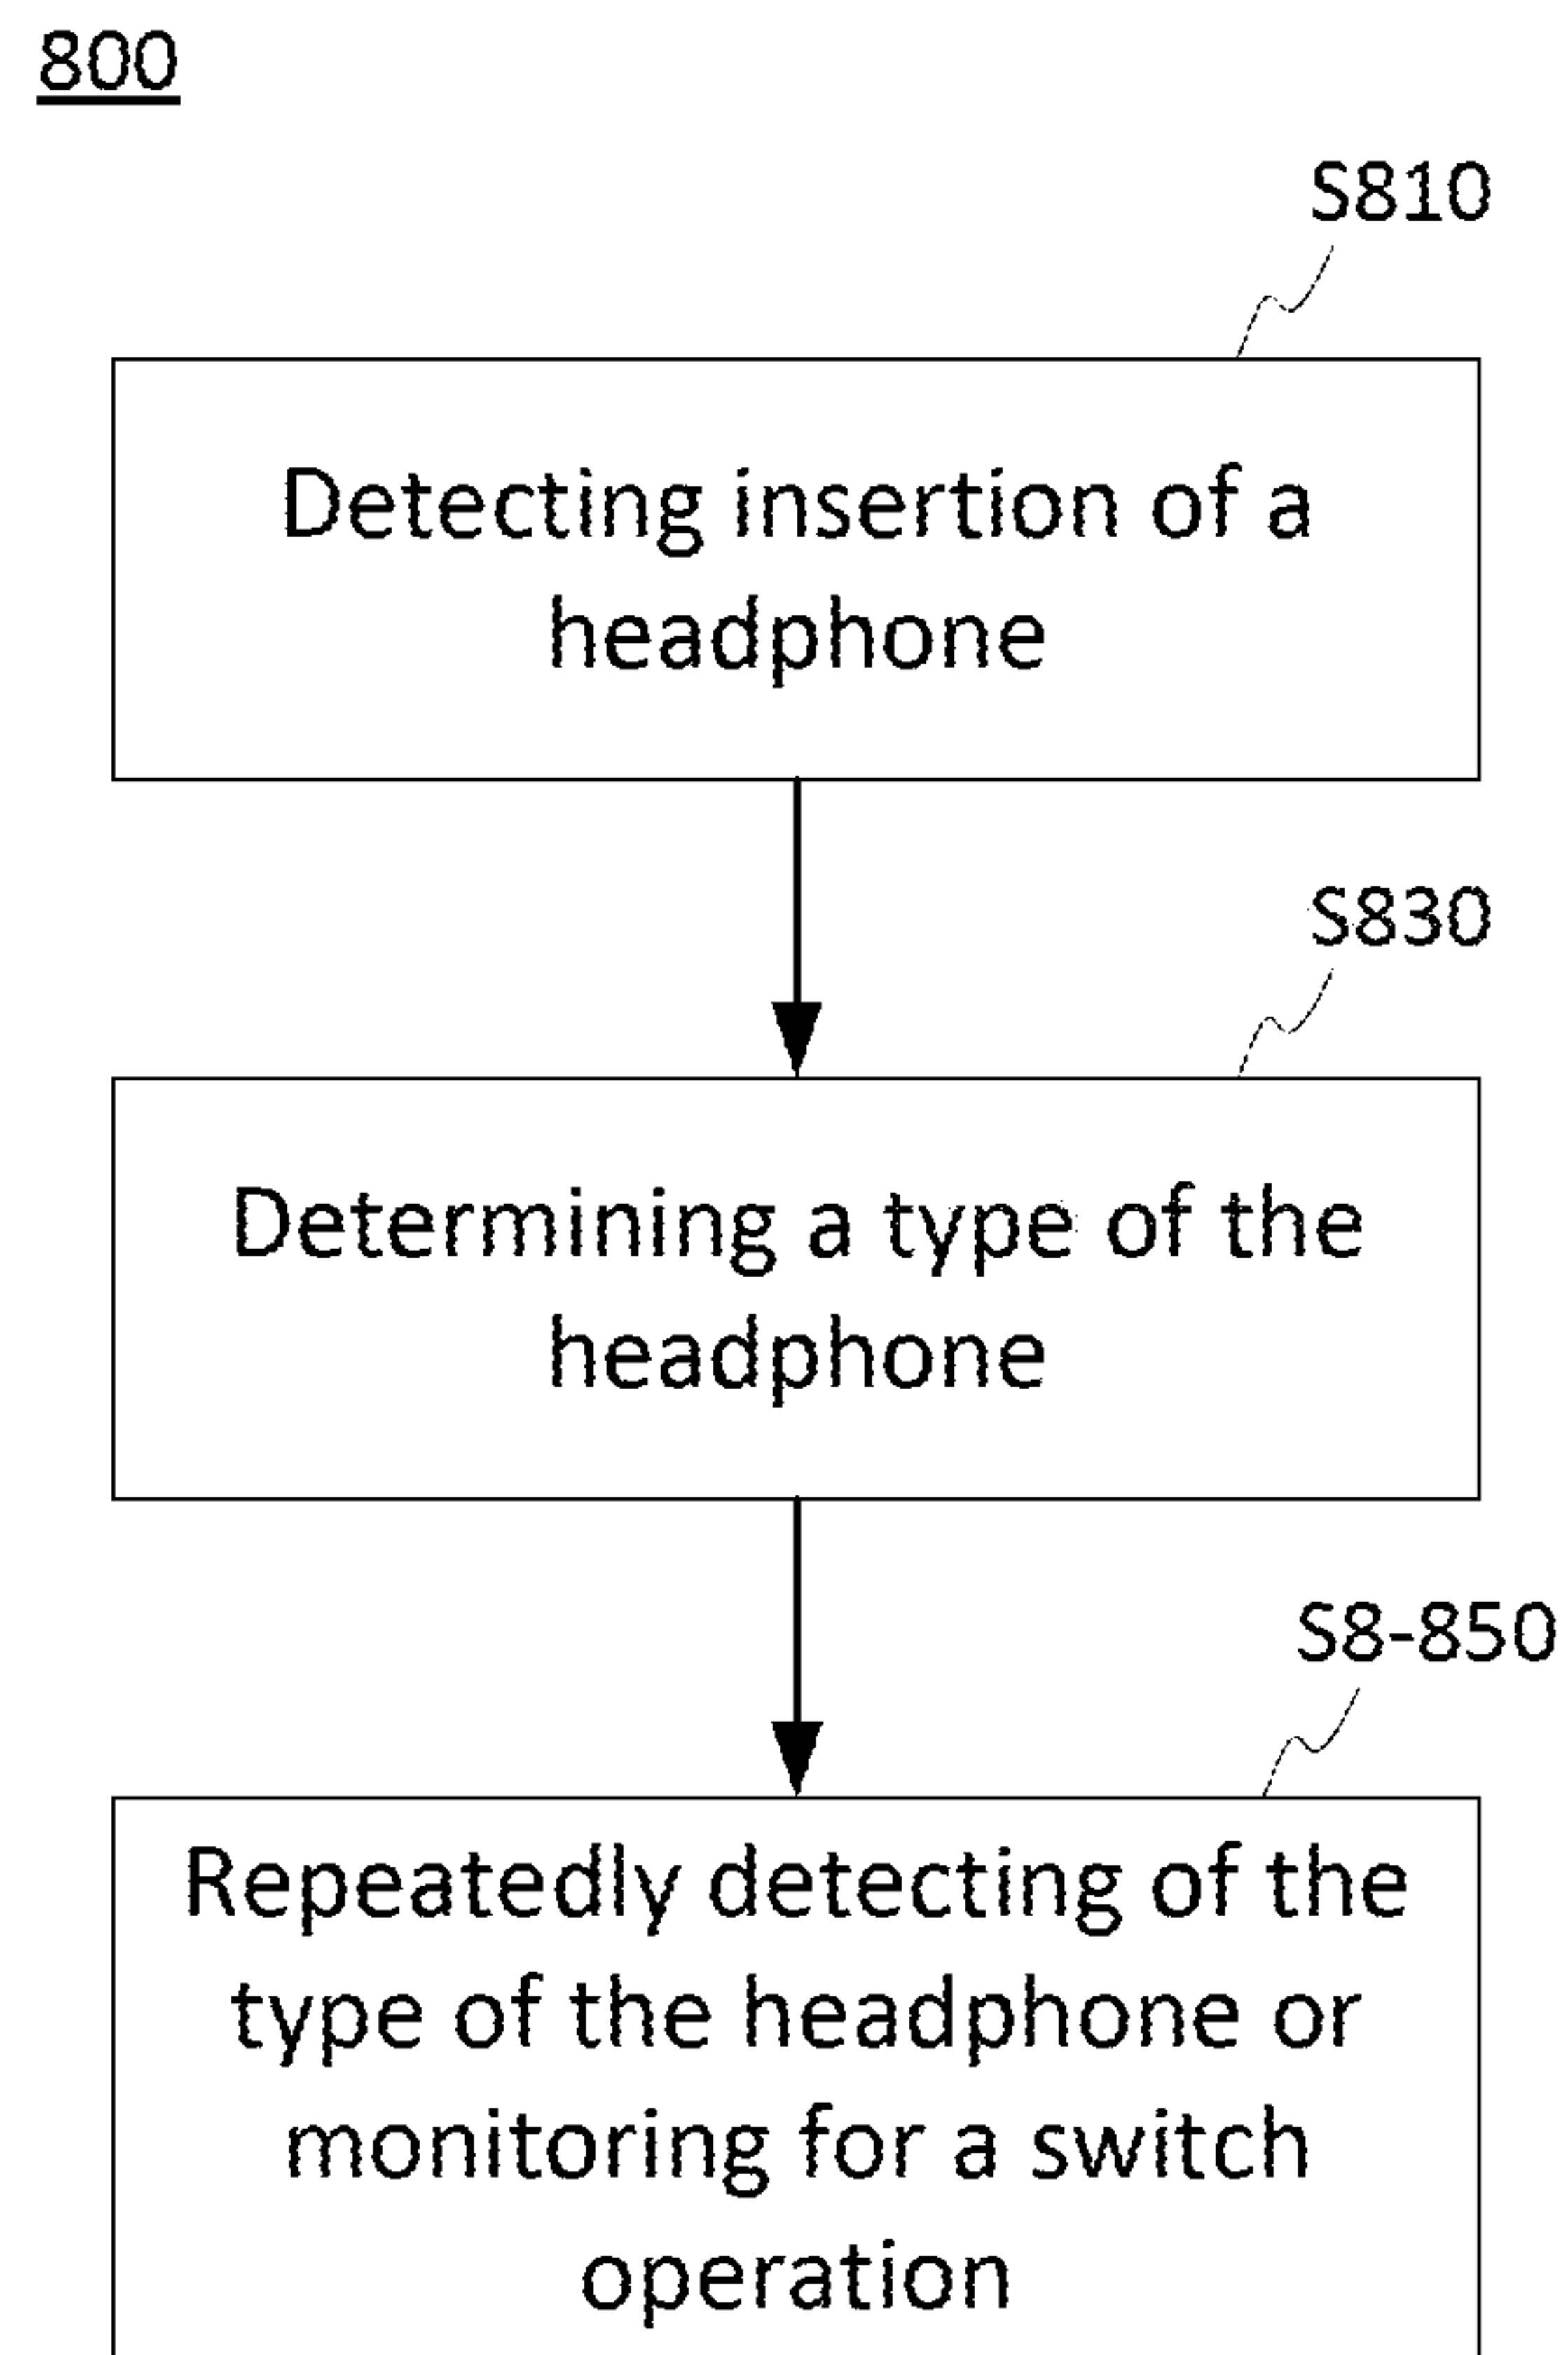 800
S810
Detecting insertion of a
headphone
S830
Determining a type of the
headphone
S8-850
Repeatedly detecting of the
type of the headphone or
monitoring for a switch
operation